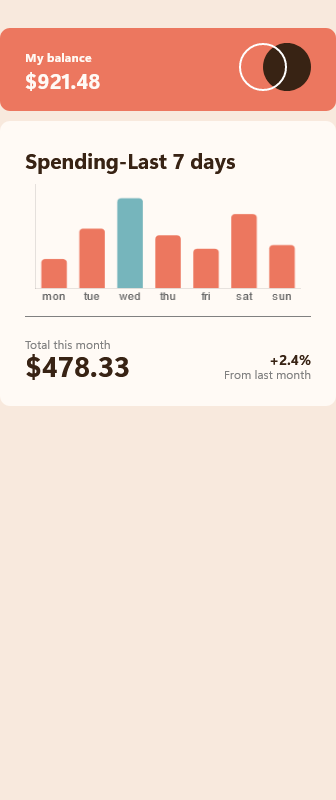 My balance
$921.48
Spending-Last 7 days
mon tue wed thu fri sat sun
Total this month
$478.33
+2.4%
From last month